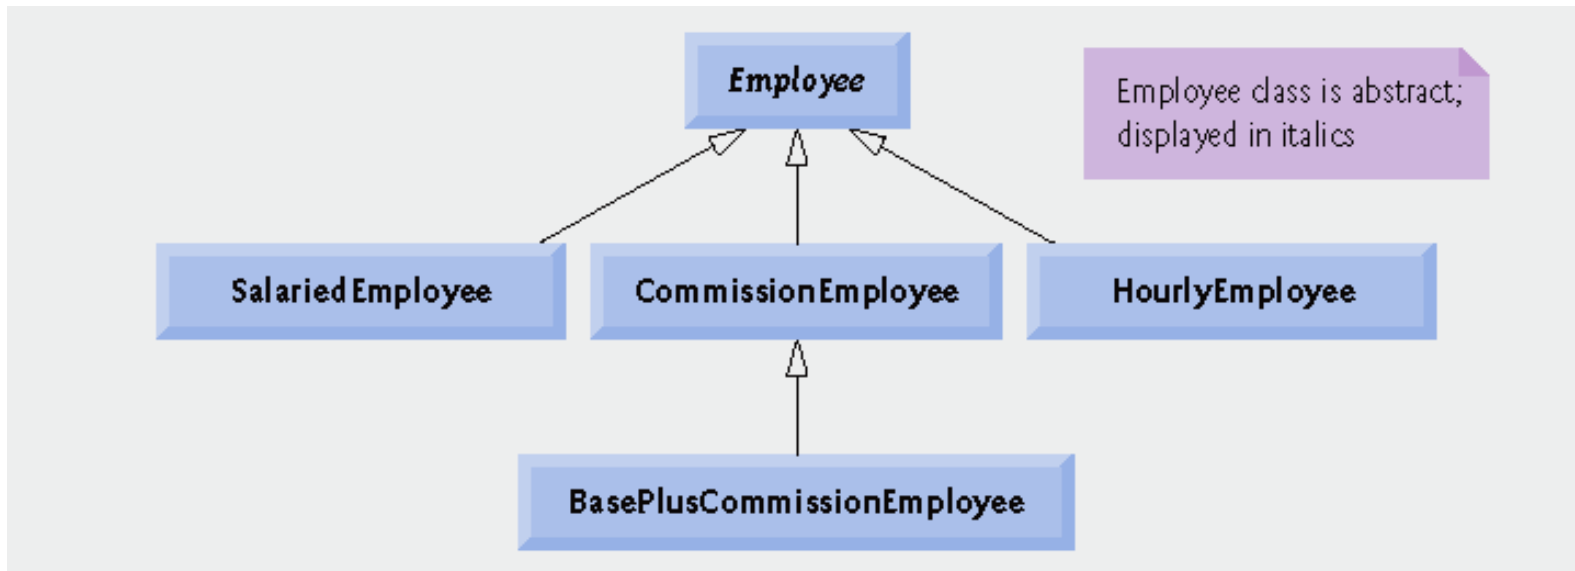 Employee
Employee class is abstract;
displayed in italics
SalariedEmployee
CommissionEmployee
HourlyEmployee
BasePlusCommissionEmployee